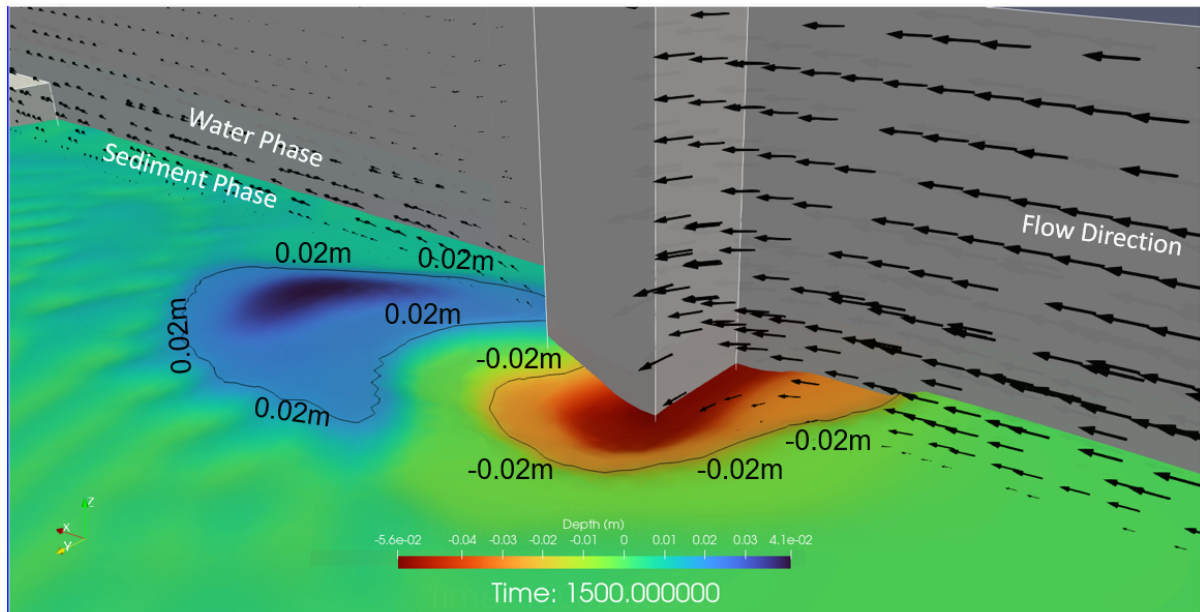 Water Phase
Sediment Phase
Flow Direction
0.02m
0.02m
0.02m
0.02m
0.02m
-0.02m
-0.02m
-0.02m
-0.02m
Z
X
Y
Depth (m)
-5.6e-02 -0.04 -0.03 -0.02 -0.01 0 0.01 0.02 0.03 4.1e-02
Time: 1500.000000